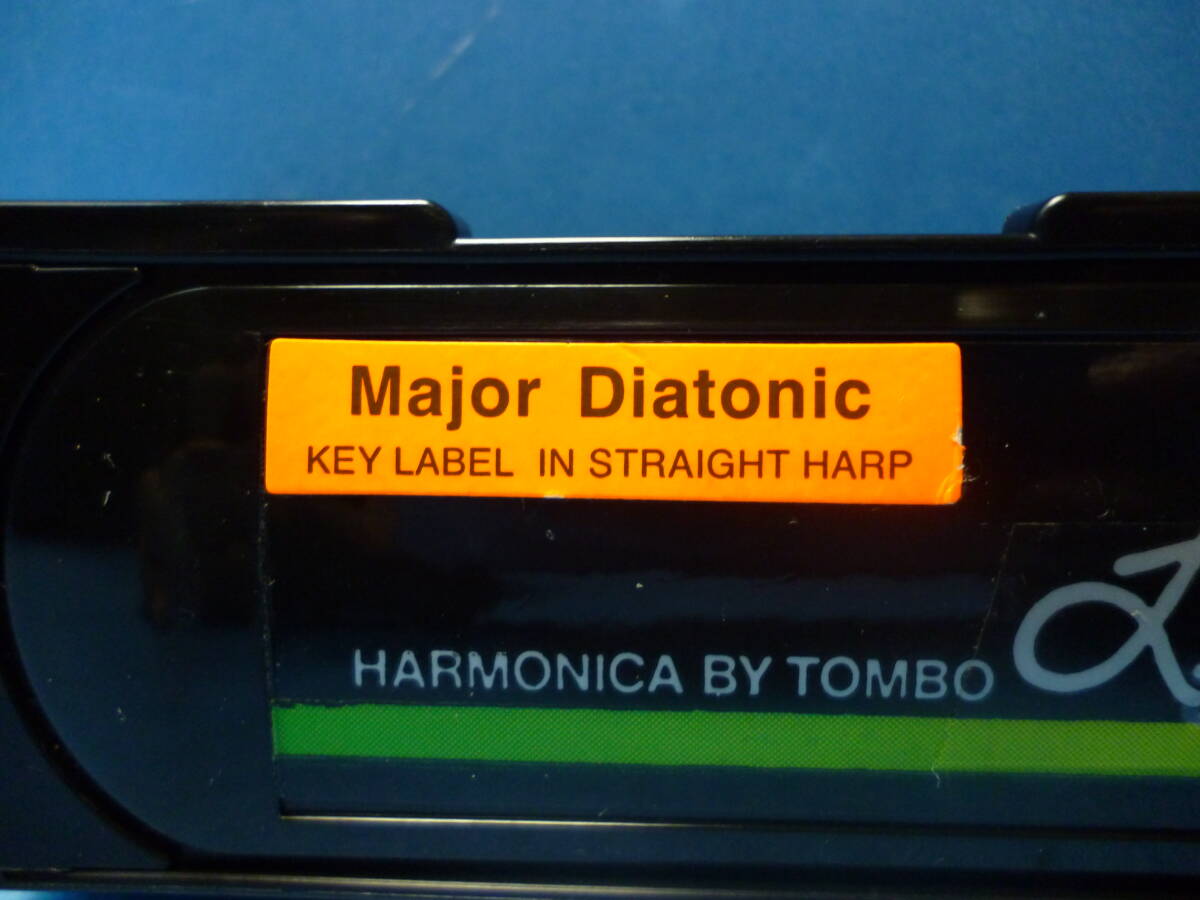 Major Diatonic
KEY LABEL IN STRAIGHT HARP
HARMONICA BY TOMBO